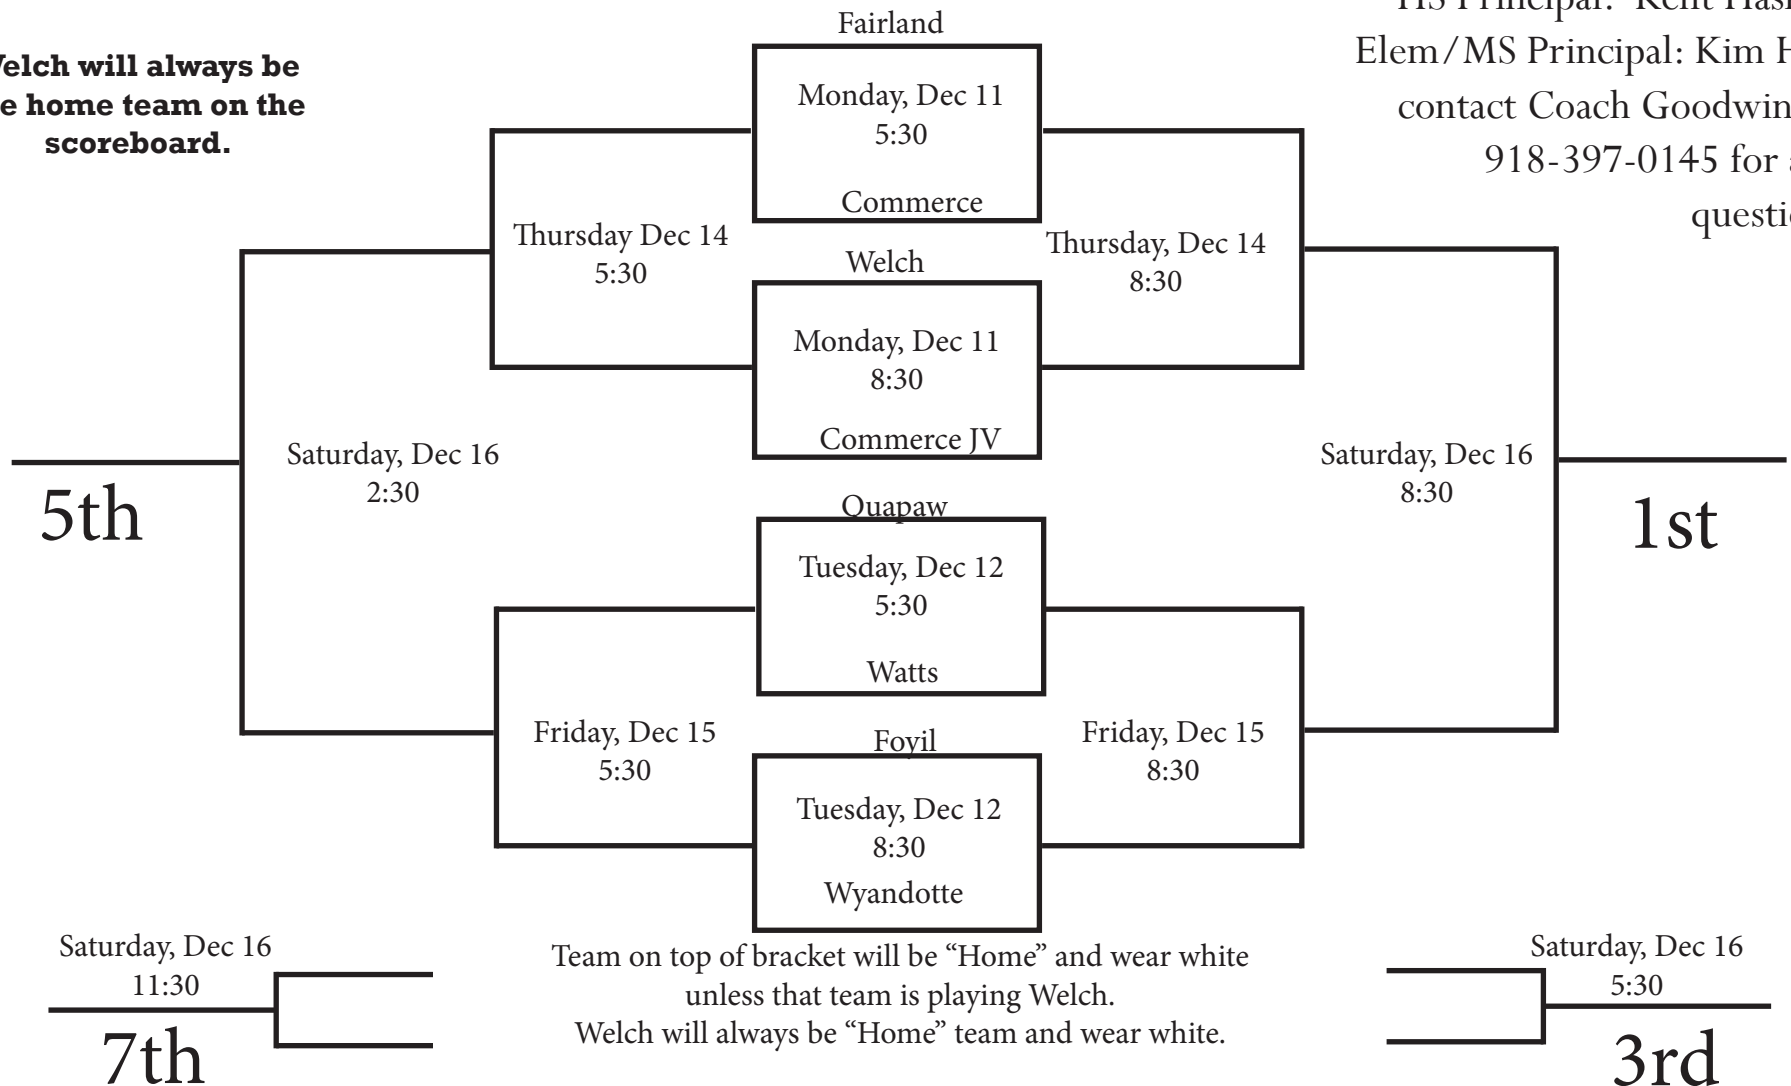 Welch will always be
the home team on the
scoreboard.
HS Principal: Kent
Elem/MS Principal: Kim
contact Coach Goodwin
918-397-0145 for
Fairland
Monday, Dec 11
5:30
Commerce
Thursday Dec 14
5:30
Welch
Thursday, Dec 14
8:30
Monday, Dec 11
8:30
Commerce JV
Saturday, Dec 16
2:30
5th
Saturday, Dec 16
8:30
1st
Quapaw
Tuesday, Dec 12
5:30
Watts
Friday, Dec 15
5:30
Foyil
Friday, Dec 15
8:30
Tuesday, Dec 12
8:30
Wyandotte
Saturday, Dec 16
11:30
7th
Team on top of bracket will be “Home” and wear white
unless that team is playing Welch.
Welch will always be “Home” team and wear white.
Saturday, Dec 16
5:30
3rd